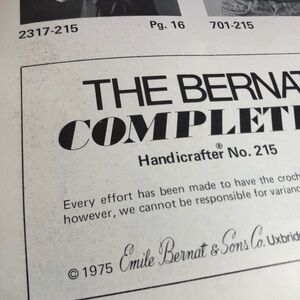 2317-215 Pg. 16 701-215
THE BERNAT
COMPLETE
Handicrafter® No. 215
Every effort has been made to have the croch
however, we cannot be responsible for varianc
© 1975 Emile Bernat & Sons Co. Uxbridge